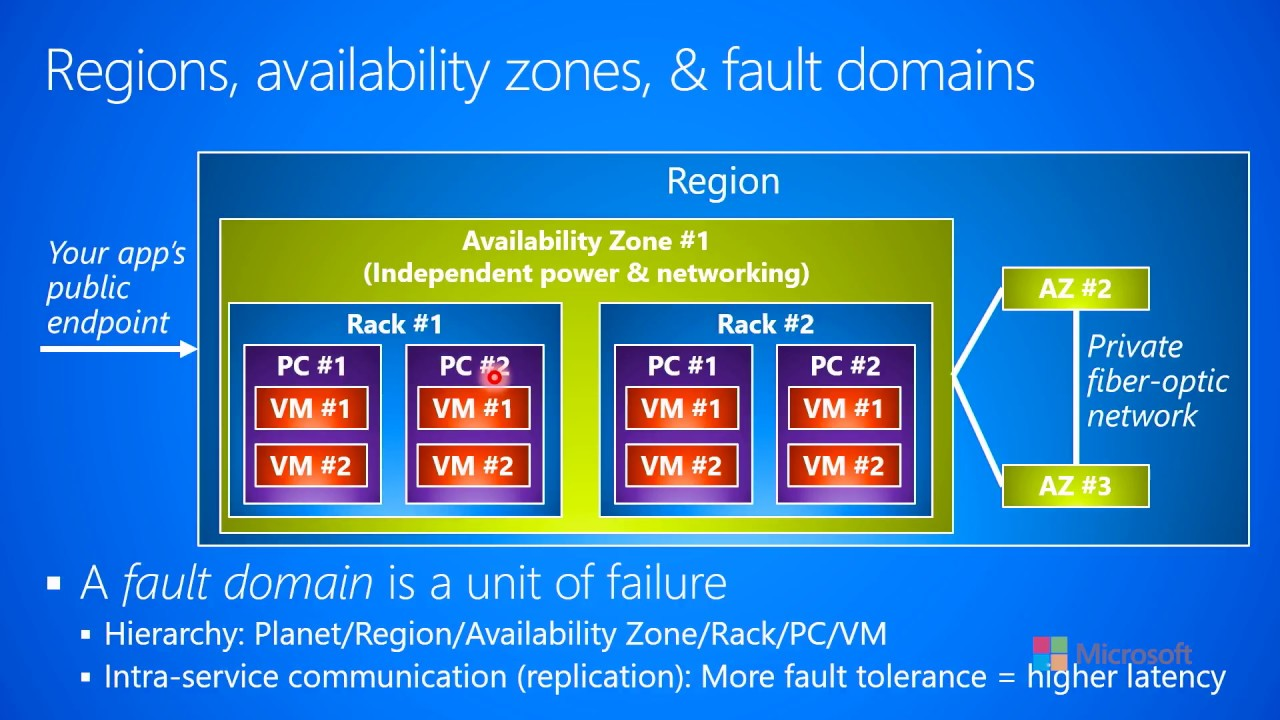 Regions, availability zones, & fault domains
Region
Your app's
public
endpoint
Availability Zone #1
(Independent power & networking)
Rack #1
PC #1
VM #1
VM #2
PC #2
VM #1
VM #2
Rack #2
PC #1
VM #1
VM #2
PC #2
VM #1
VM #2
AZ #2
Private
fiber-optic
network
AZ #3
▪ A fault domain is a unit of failure
▪ Hierarchy: Planet/Region/Availability Zone/Rack/PC/VM
▪ Intra-service communication (replication): More fault tolerance = higher latency
Microsoft